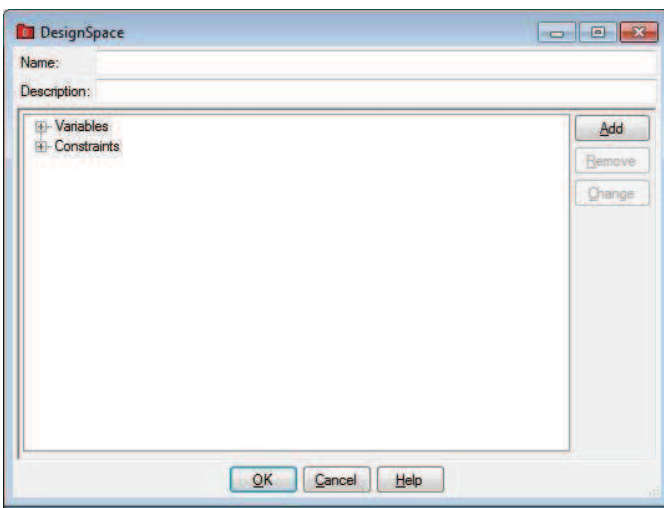 DesignSpace
Name:
Description:
Variables
Constraints
Add
Remove
Change
OK Cancel Help